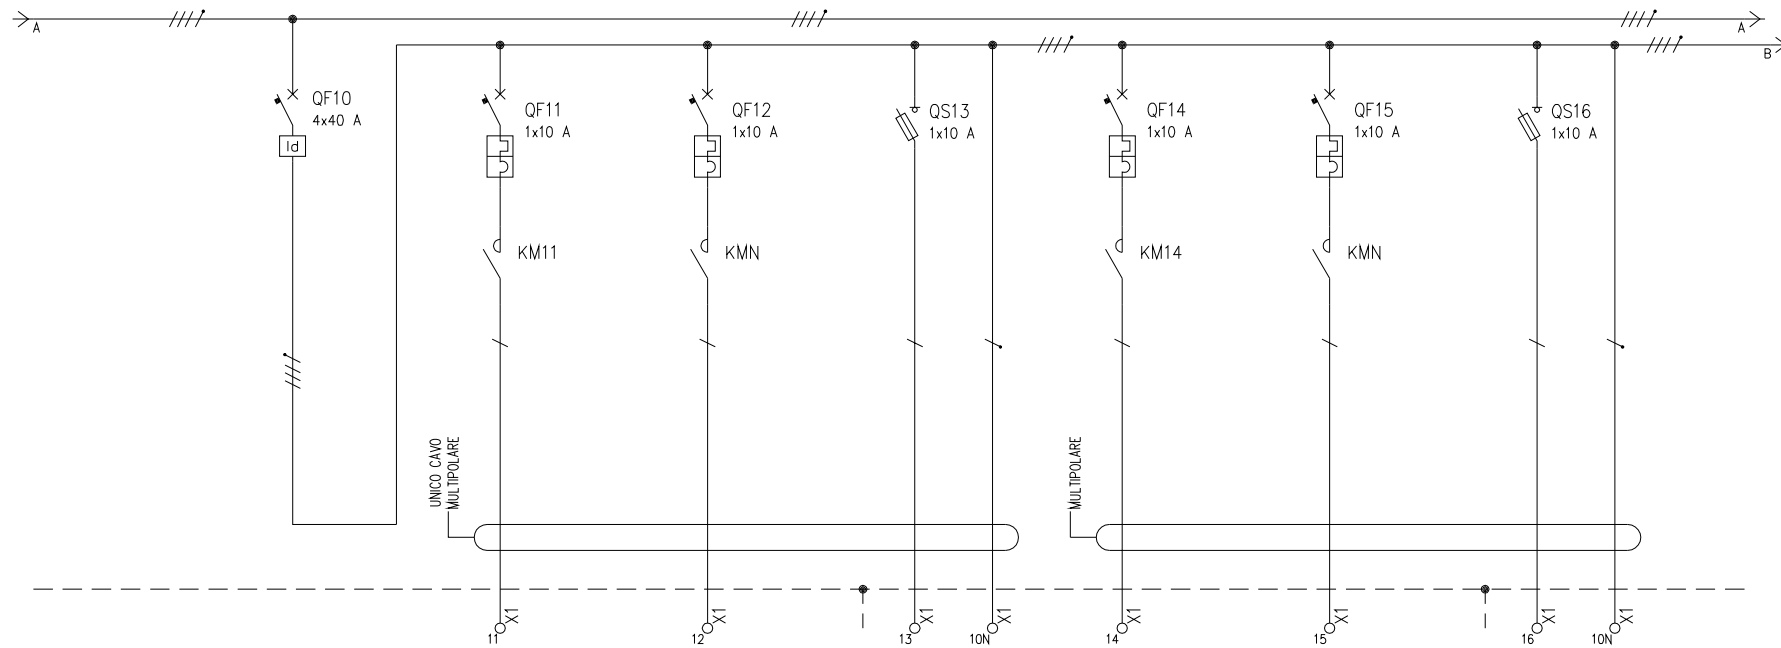 A
A
B
QF10
4x40 A
Id
QF11
1x10 A
QF12
1x10 A
QS13
1x10 A
QF14
1x10 A
QF15
1x10 A
QS16
1x10 A
KM11
KMN
KM14
KMN
UNICO CAVO
MULTIPOLARE
MULTIPOLARE
X1
X1
X1
X1
X1
X1
X1
X1
11
12
13
10N
14
15
16
10N